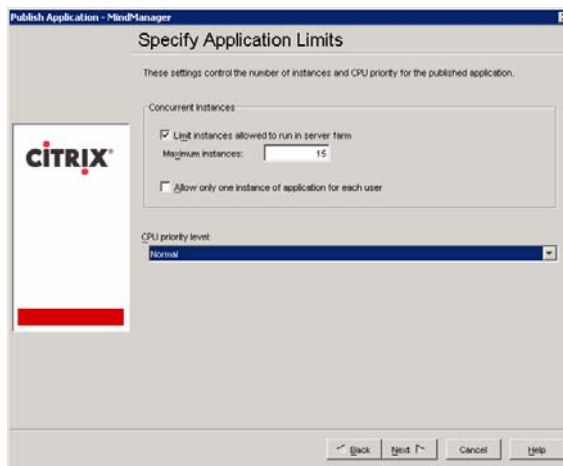 Publish Application - MindManager
Specify Application Limits
These settings control the number of instances and CPU priority for the published application.
Concurrent Instances
Limit instances allowed to run in server farm
Maximum instances: 15
CITRIX
Allow only one instance of application for each user
CPU priority level:
Normal
Back Next Cancel Help